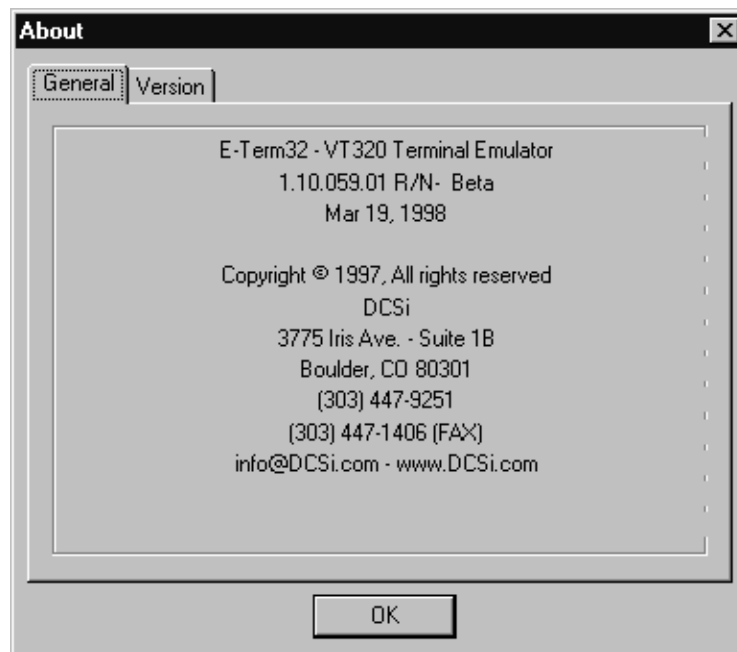 About
General Version
E-Term32 - VT320 Terminal Emulator
1.10.059.01 R/N- Beta
Mar 19, 1998
Copyright © 1997, All rights reserved
DCSi
3775 Iris Ave. - Suite 1B
Boulder, CO 80301
(303) 447-9251
(303) 447-1406 (FAX)
info@DCSi.com - www.DCSi.com
OK